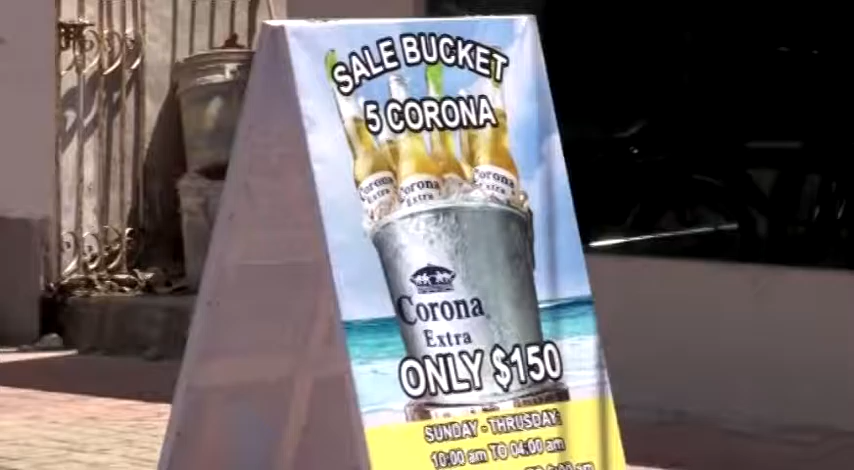 SALE BUCKET
5 CORONA
Corona Extra
Corona Extra
Corona Extra
Corona
Extra
ONLY $150
SUNDAY - THRUSDAY:
10:00 am TO 04:00 am